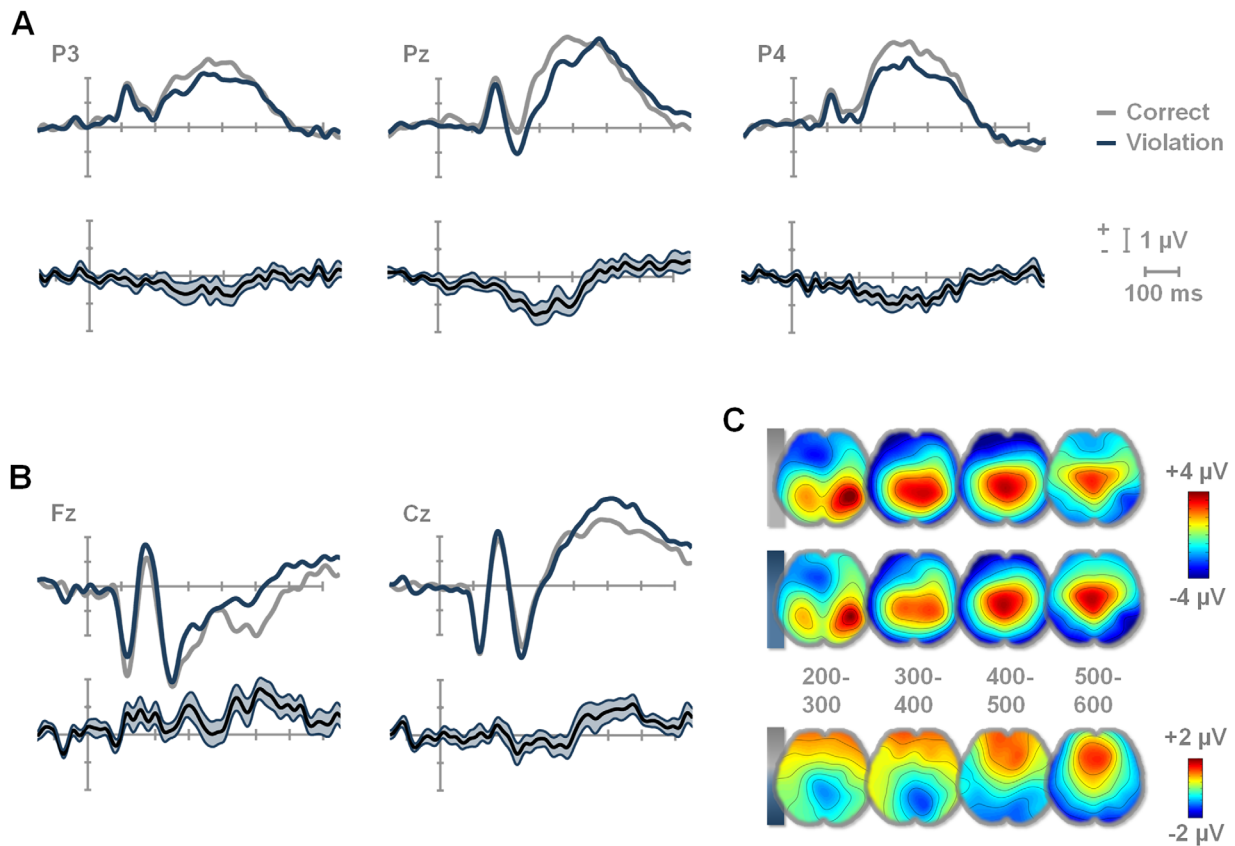 A
P3
Pz
P4
Correct
Violation
+
-
1 µV
100 ms
B
Fz
Cz
C
+4 µV
-4 µV
200-
300
300-
400
400-
500
500-
600
+2 µV
-2 µV